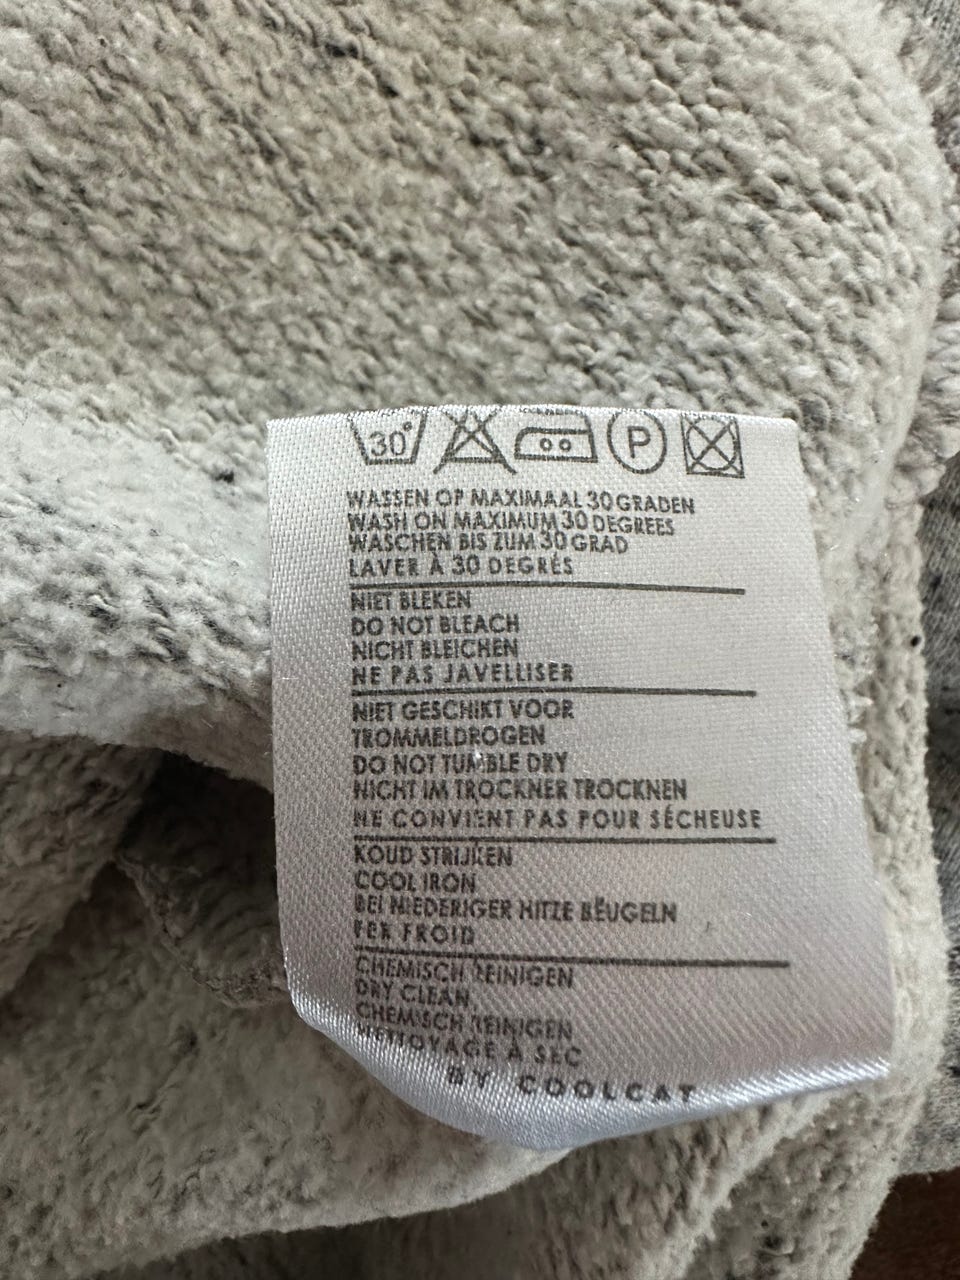 30° P
WASSEN OP MAXIMAAL 30 GRADEN
WASH ON MAXIMUM 30 DEGREES
WASCHEN BIS ZUM 30 GRAD
LAVER À 30 DEGRÉS
NIET BLEKEN
DO NOT BLEACH
NICHT BLEICHEN
NE PAS JAVELLISER
NIET GESCHIKT VOOR
TROMMELDROGEN
DO NOT TUMBLE DRY
NICHT IM TROCKNER TROCKNEN
NE CONVIENT PAS POUR SÉCHEUSE
KOUD STRIJKEN
COOL IRON
BEI NIEDERIGER HITZE BËUGELN
FER FROID
CHEMISCH REINIGEN
DRY CLEAN
CHEMISCH REINIGEN
NETTOYAGE À SEC
BY COOLCAT